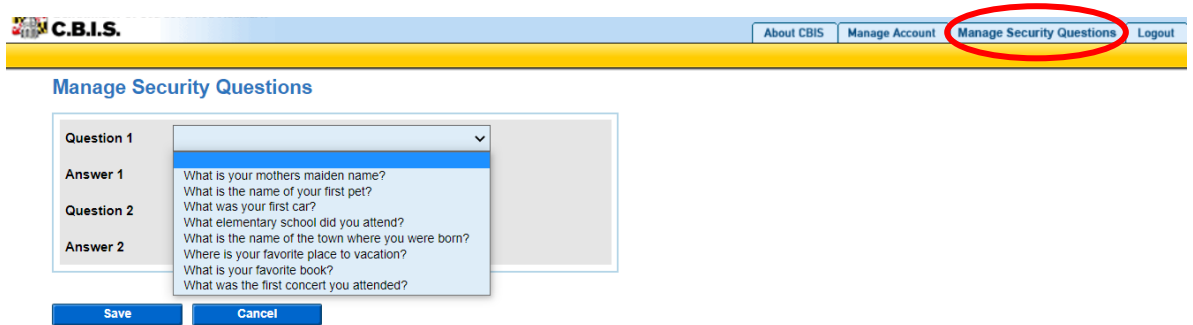 C.B.I.S.
About CBIS Manage Account Manage Security Questions Logout
Manage Security Questions
Question 1
Answer 1
Question 2
Answer 2
What is your mothers maiden name?
What is the name of your first pet?
What was your first car?
What elementary school did you attend?
What is the name of the town where you were born?
Where is your favorite place to vacation?
What is your favorite book?
What was the first concert you attended?
Save Cancel